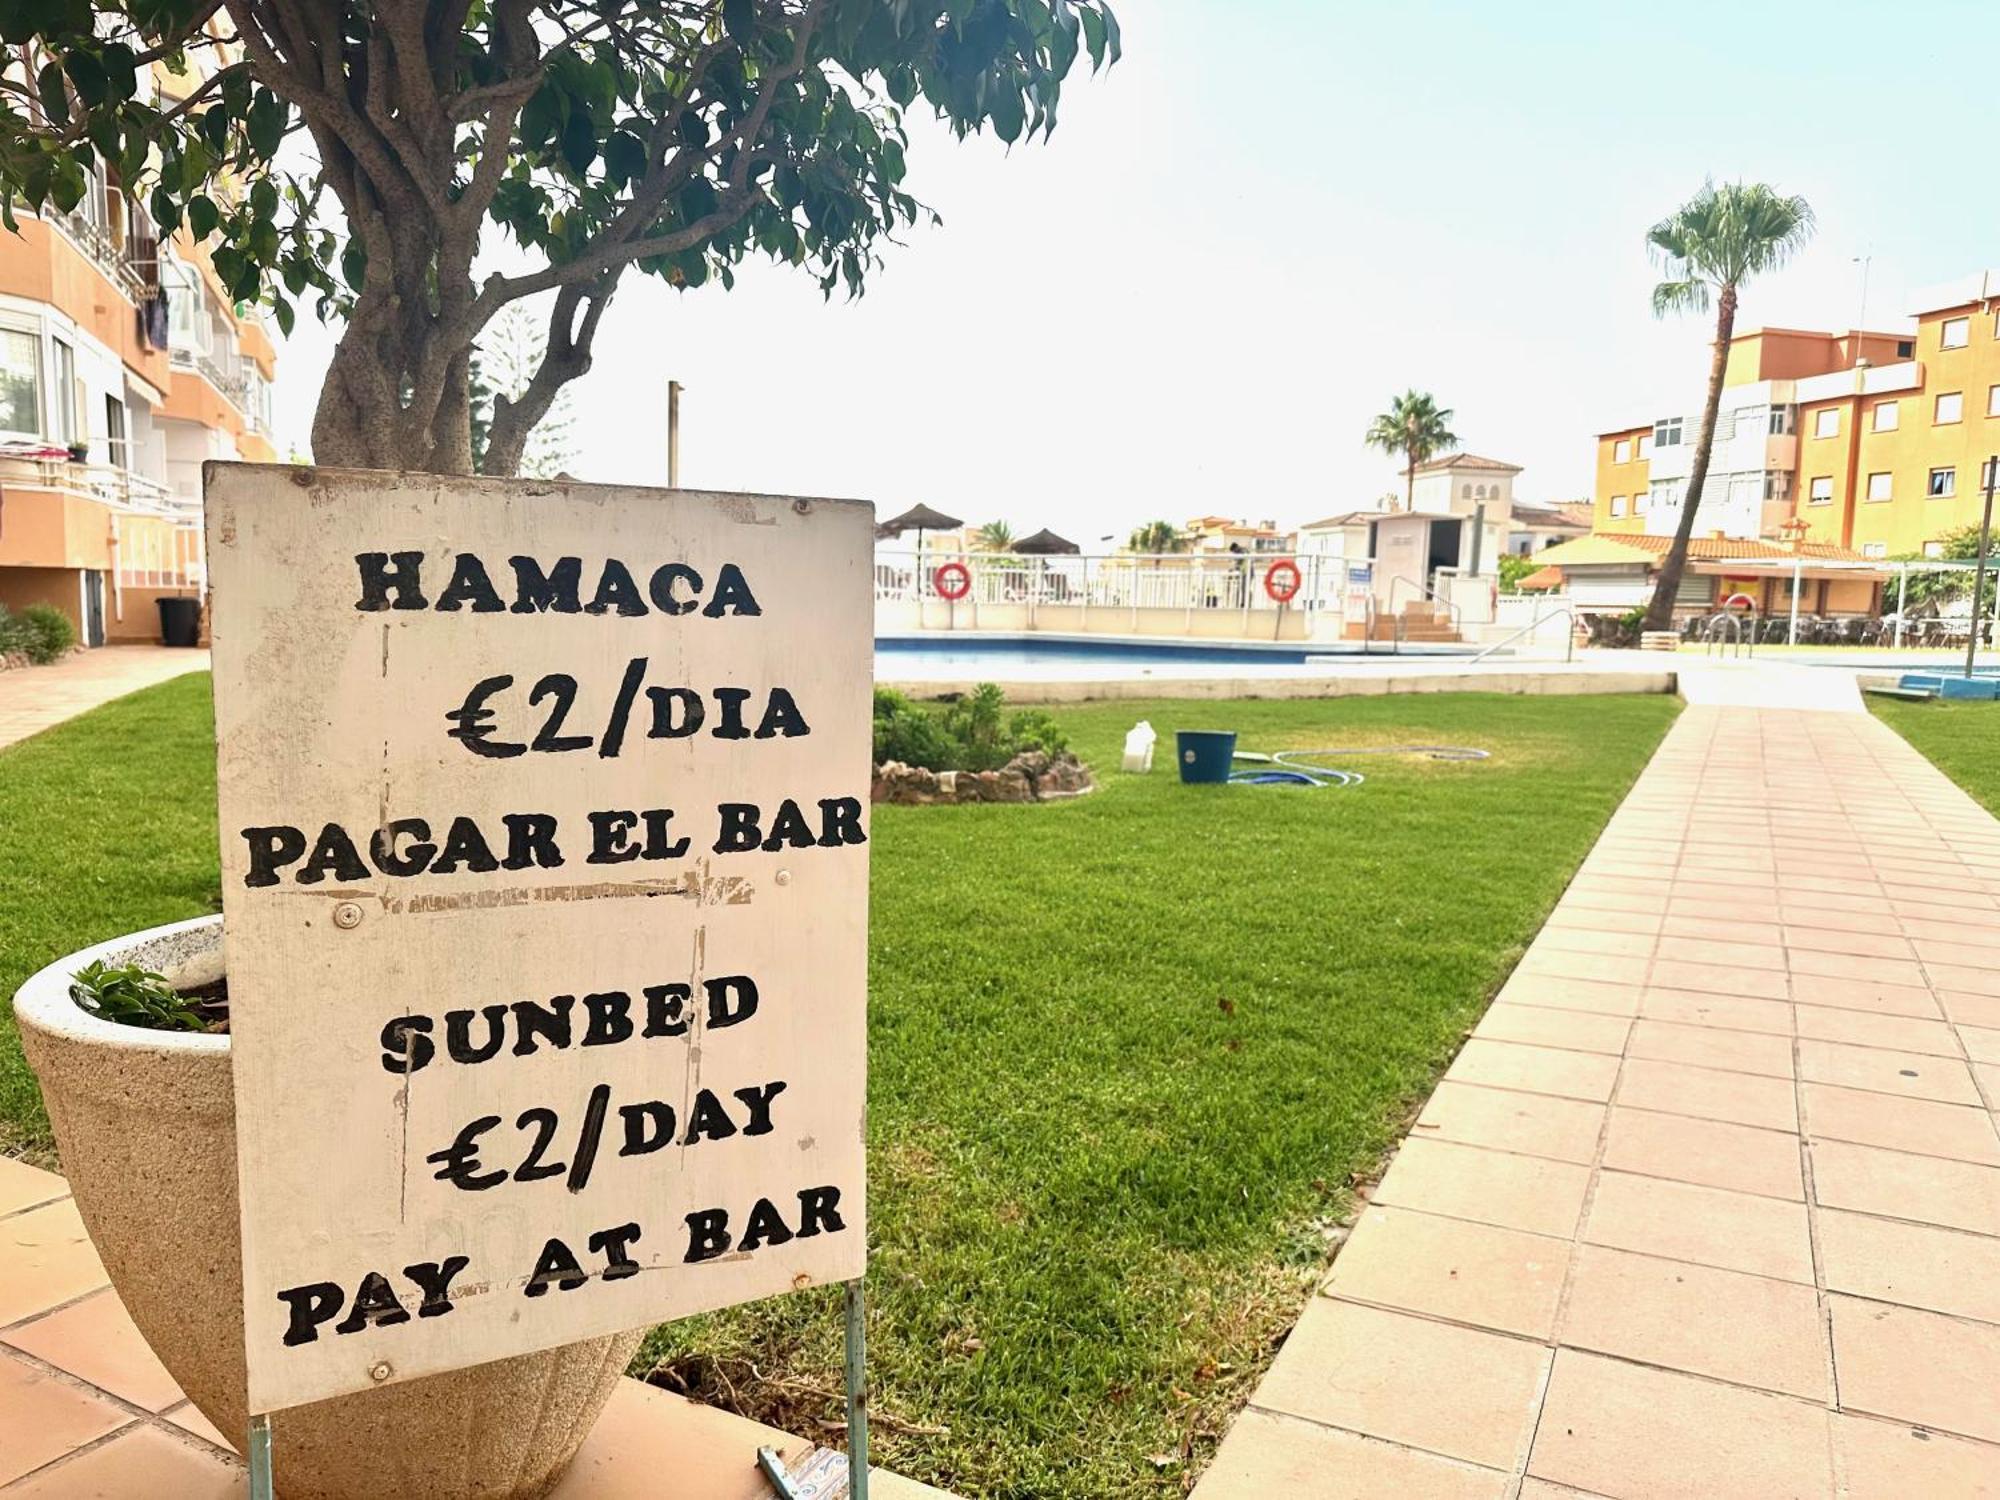 HAMACA
€2/DIA
PAGAR EL BAR
SUNBED
€2/DAY
PAY AT BAR